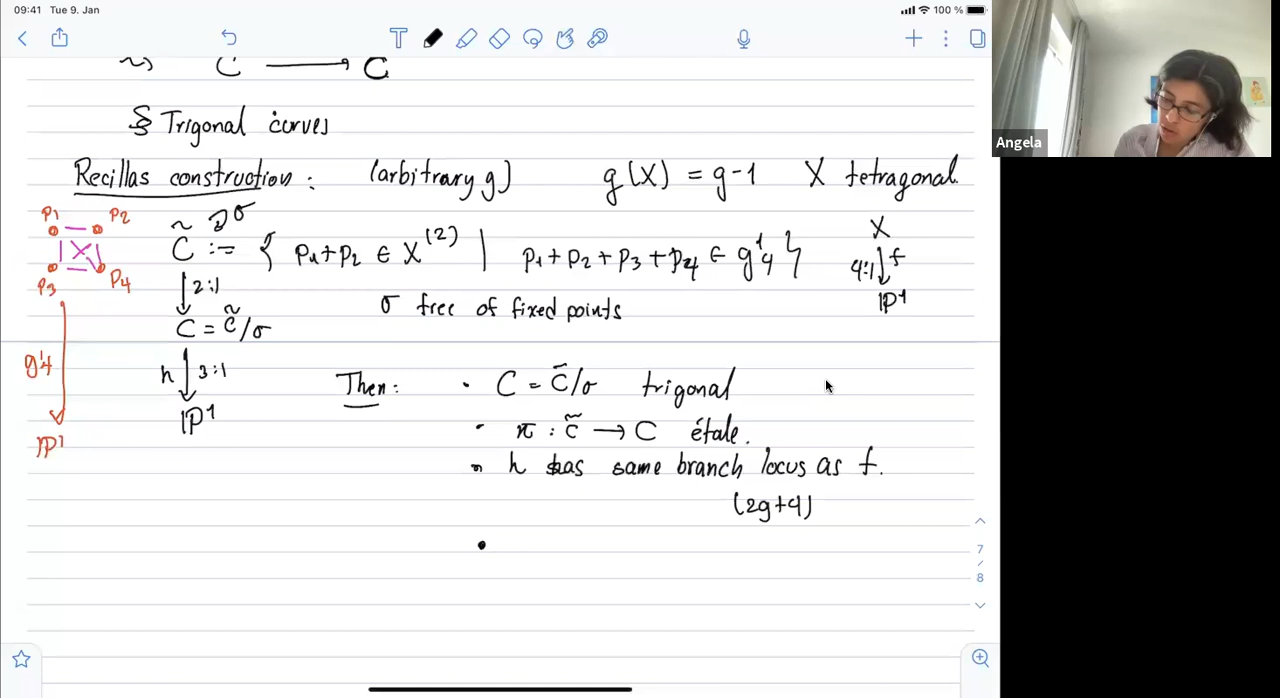 09:41 Tue 9. Jan
100 %
Angela
C̃ ⟶ C
§ Trigonal curves
Recillas construction : (arbitrary g) g(X) = g-1 X tetragonal.
P1 P2
P3 P4
g¹4
P¹
C̃ := { p1+p2 ∈ X^(2) | p1+p2+p3+p4 ∈ g¹4 }
σ
↓ 2:1
C = C̃/σ
h ↓ 3:1
P¹
X
4:1 ↓ f
P¹
σ free of fixed points
Then : • C = C̃/σ trigonal
• π : C̃ ⟶ C étale.
• h has same branch locus as f.
(2g+4)
•
7
/
8